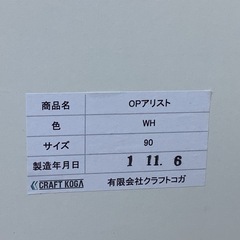 商品名 OPアリスト
色 WH
サイズ 90
製造年月日 1 11. 6
CRAFT KOGA 有限会社クラフトコガ